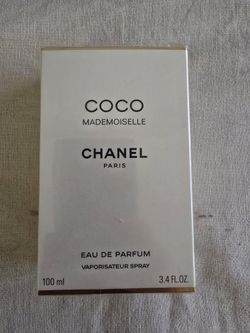 COCO
MADEMOISELLE
CHANEL
PARIS
EAU DE PARFUM
VAPORISATEUR SPRAY
100 ml 3.4 FL.OZ.